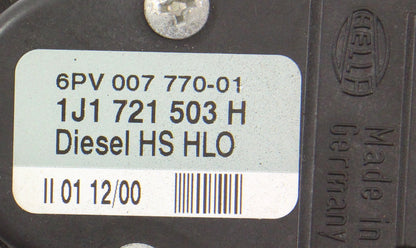 6PV 007 770-01
1J1 721 503 H
Diesel HS HLO
II 01 12/00
HELLA
Made in
Germany